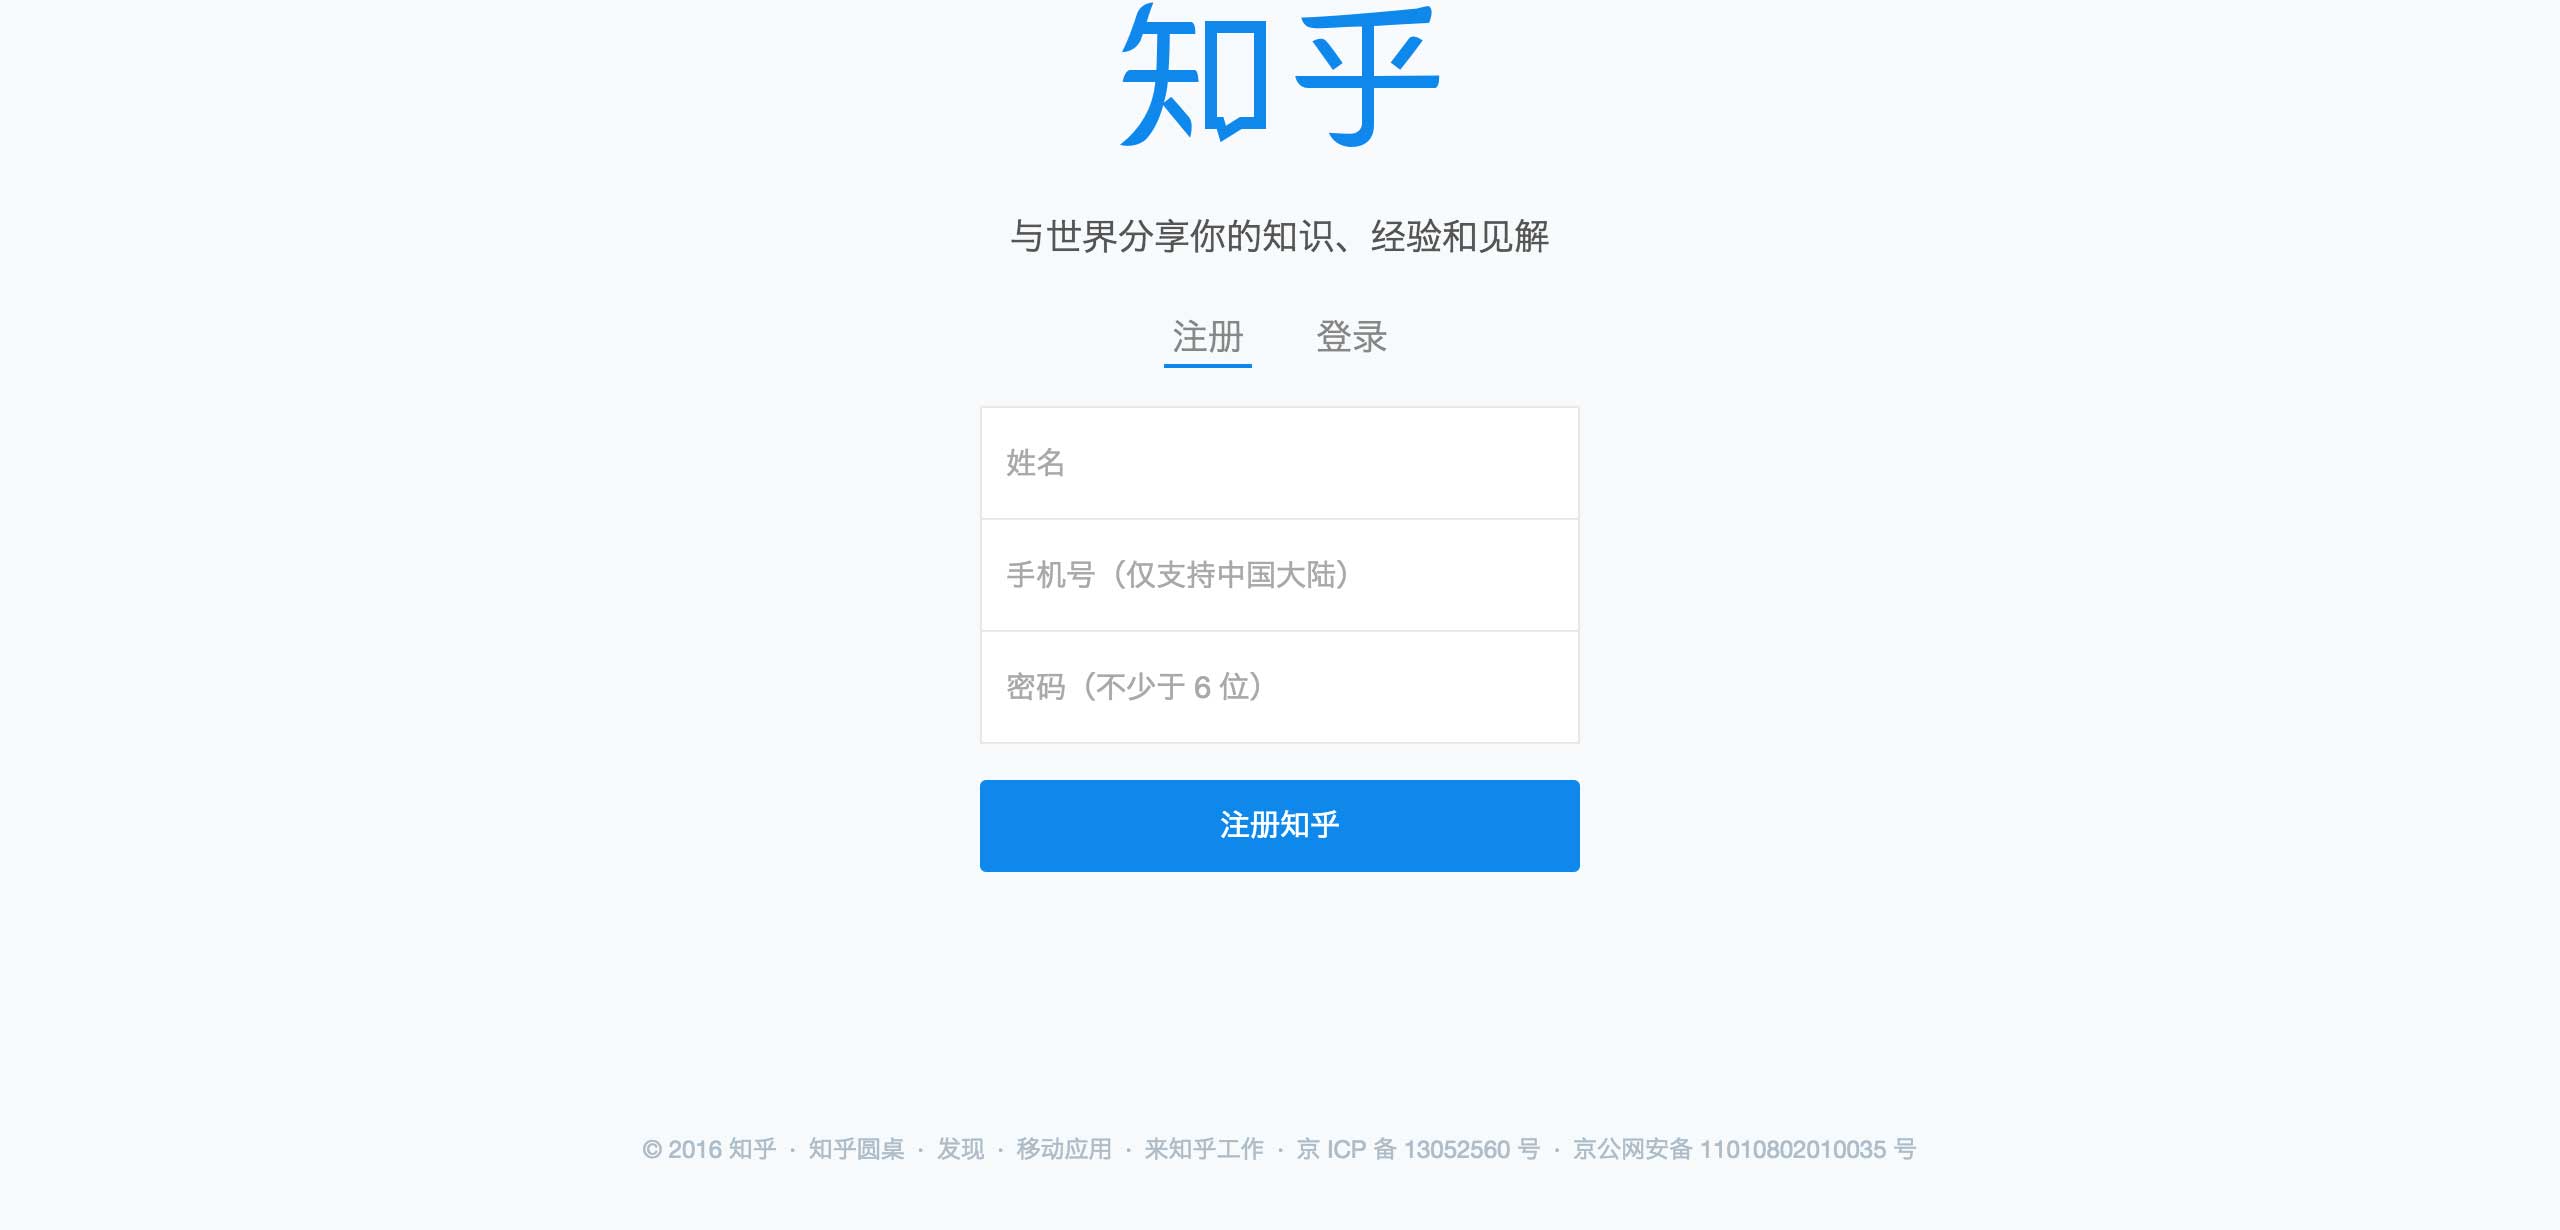 知乎
与世界分享你的知识、经验和见解
注册 登录
姓名
手机号（仅支持中国大陆）
密码（不少于 6 位）
注册知乎
© 2016 知乎 · 知乎圆桌 · 发现 · 移动应用 · 来知乎工作 · 京 ICP 备 13052560 号 · 京公网安备 11010802010035 号